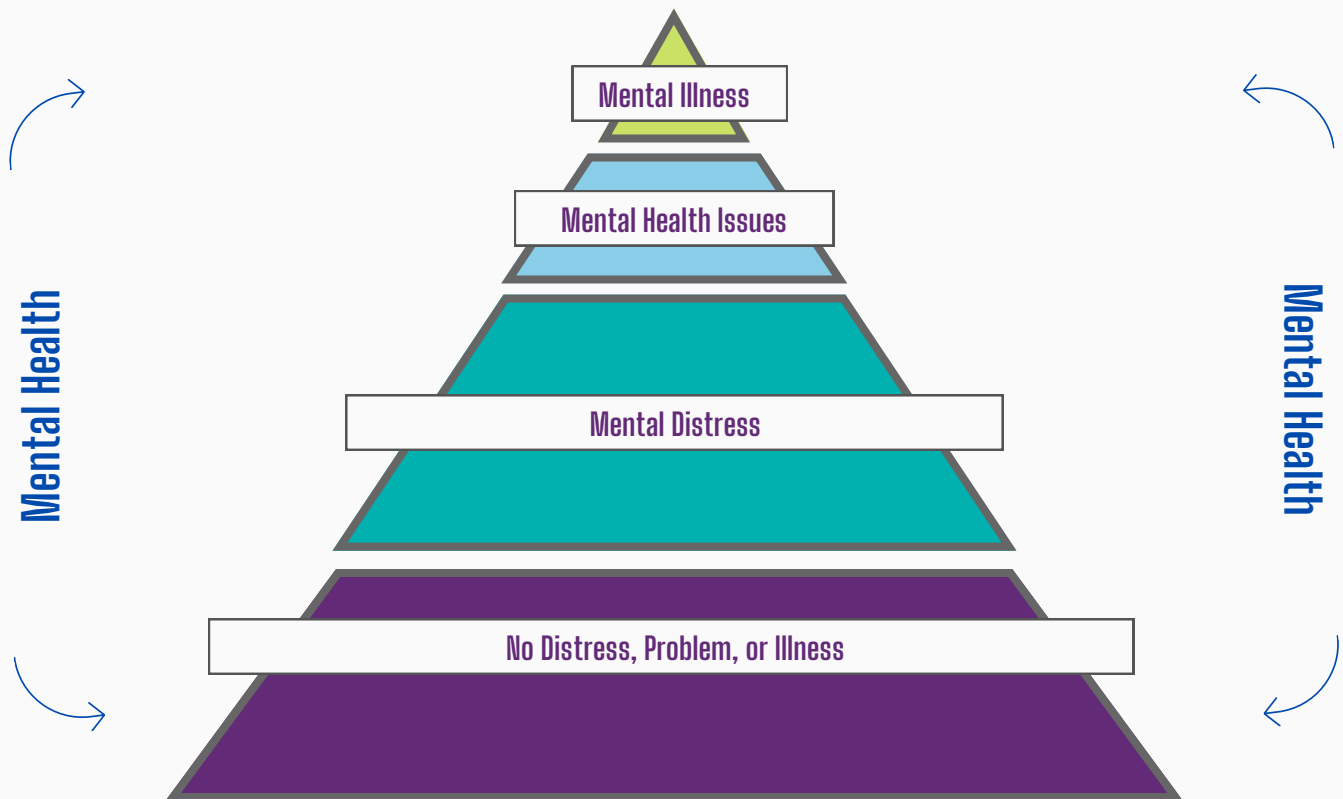 Mental Illness
Mental Health Issues
Mental Distress
No Distress, Problem, or Illness
Mental Health
Mental Health